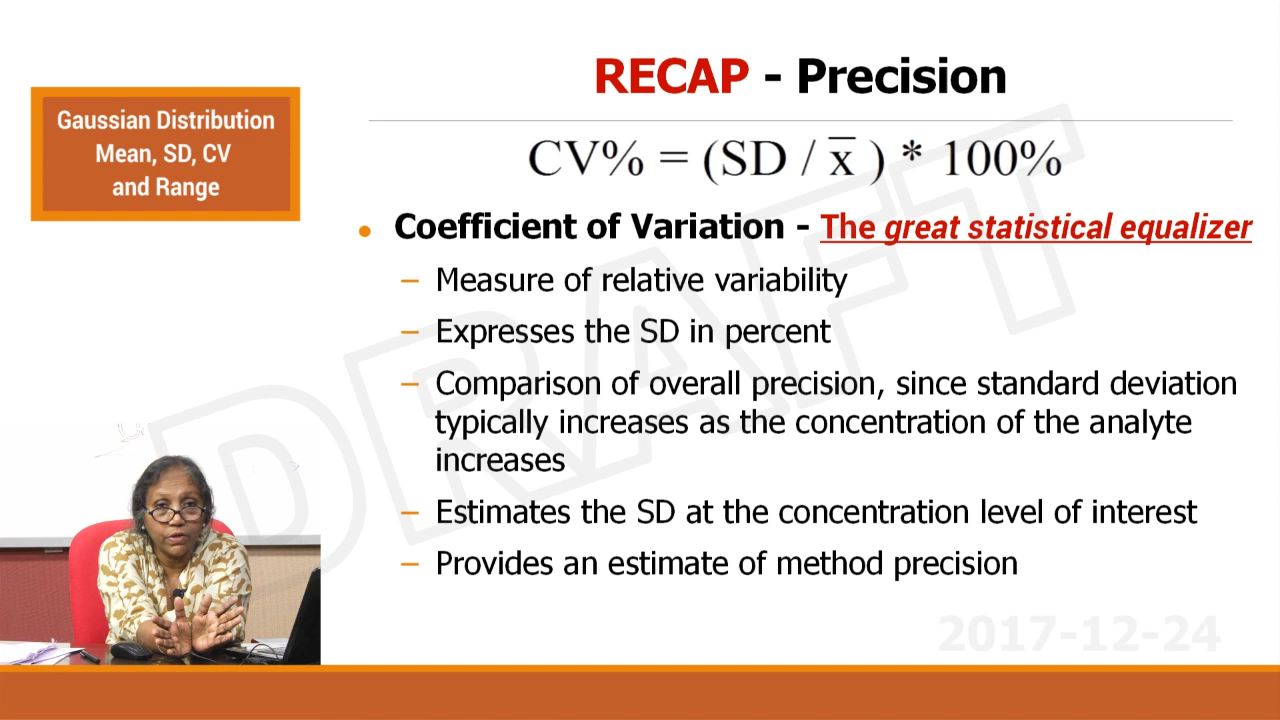 RECAP - Precision
Gaussian Distribution
Mean, SD, CV
and Range
CV% = (SD / x̅ ) * 100%
• Coefficient of Variation - The great statistical equalizer
– Measure of relative variability
– Expresses the SD in percent
– Comparison of overall precision, since standard deviation
typically increases as the concentration of the analyte
increases
– Estimates the SD at the concentration level of interest
– Provides an estimate of method precision
DRAFT
2017-12-24